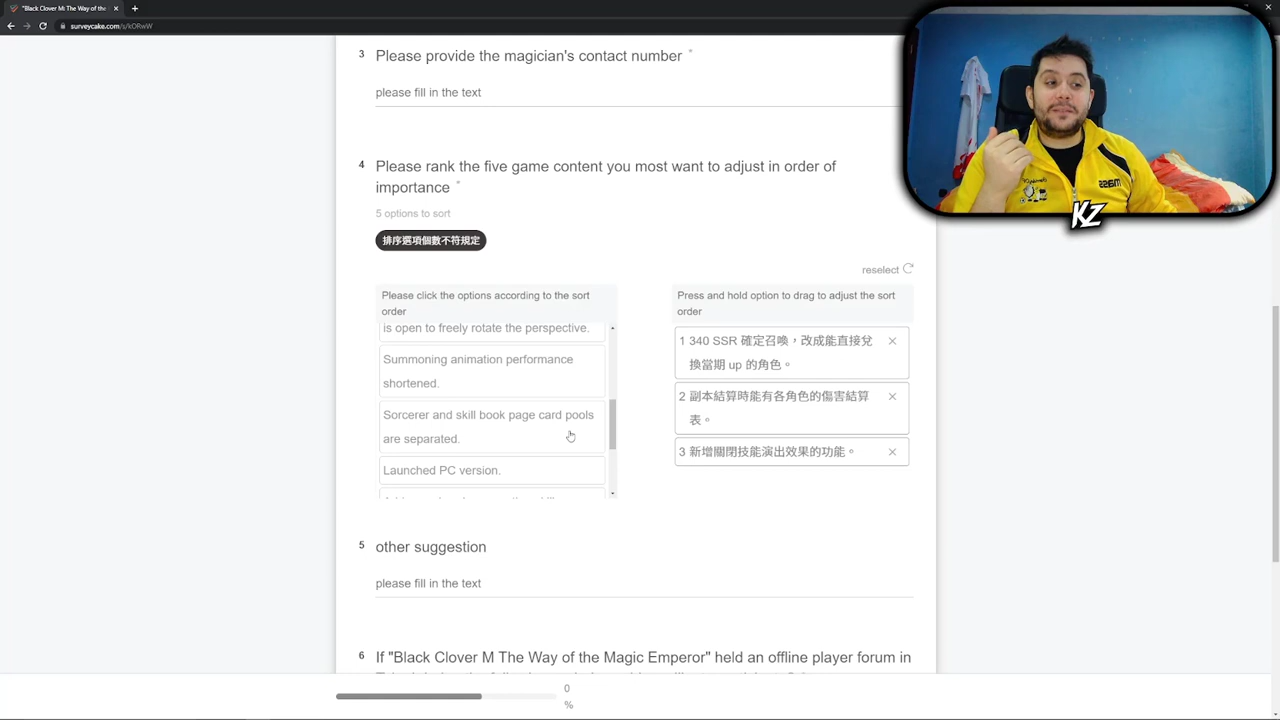 "Black Clover M: The Way of the
surveycake.com/s/kORwW
3 Please provide the magician's contact number *
please fill in the text
4 Please rank the five game content you most want to adjust in order of
importance *
5 options to sort
排序選項個數不符規定
reselect
Please click the options according to the sort
order
is open to freely rotate the perspective.
Summoning animation performance
shortened.
Sorcerer and skill book page card pools
are separated.
Launched PC version.
Press and hold option to drag to adjust the sort
order
1 340 SSR 確定召喚，改成能直接兌
換當期 up 的角色。
2 副本結算時能有各角色的傷害結算
表。
3 新增關閉技能演出效果的功能。
5 other suggestion
please fill in the text
6 If "Black Clover M The Way of the Magic Emperor" held an offline player forum in
0
%
KZ